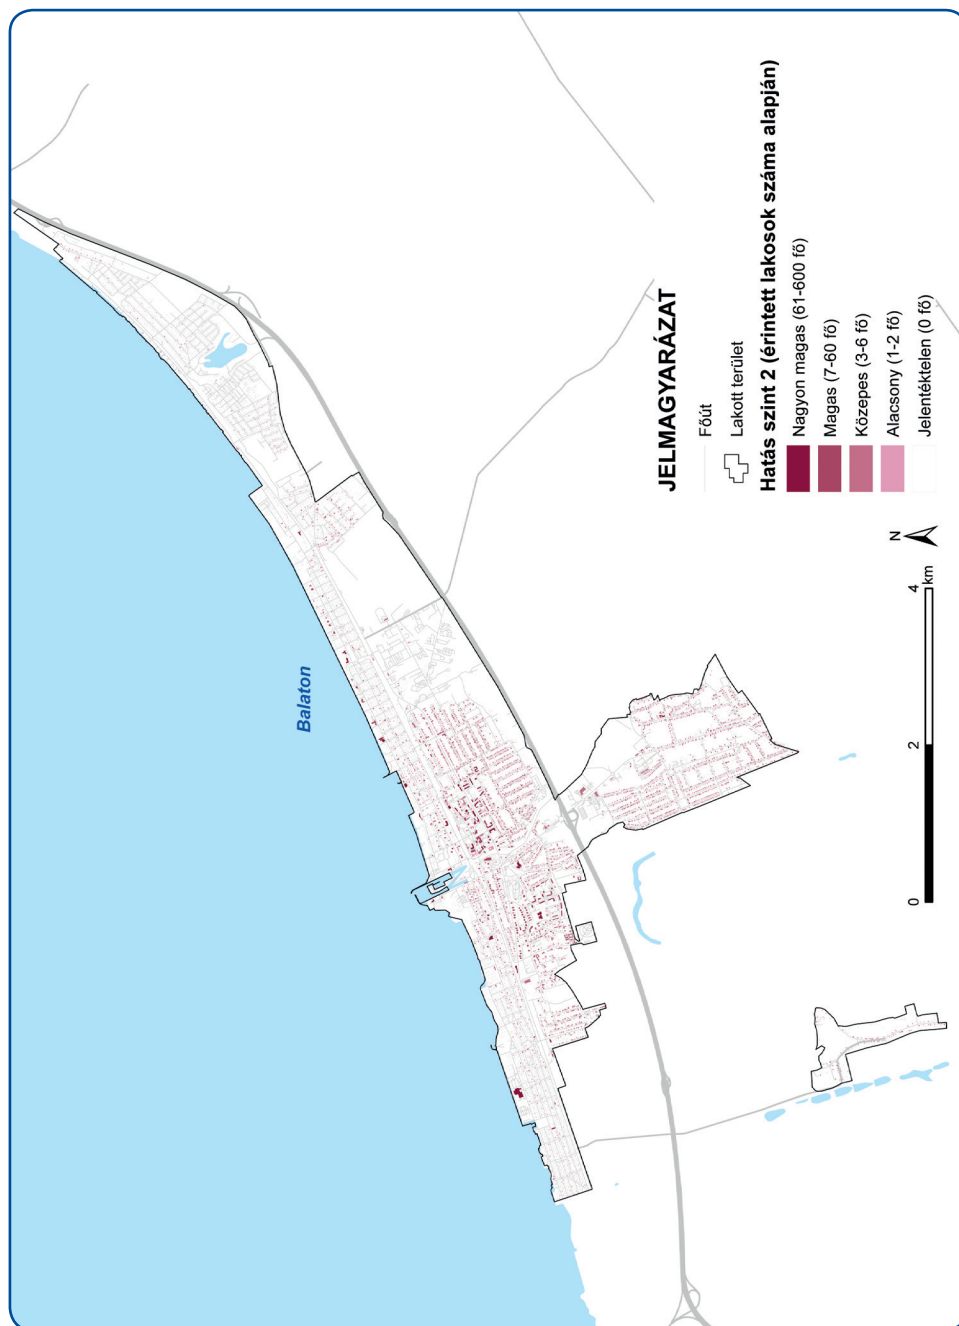 Balaton
JELMAGYARÁZAT
Főút
Lakott terület
Hatás szint 2 (érintett lakosok száma alapján)
Nagyon magas (61-600 fő)
Magas (7-60 fő)
Közepes (3-6 fő)
Alacsony (1-2 fő)
Jelentéktelen (0 fő)
N
0 2 4
km